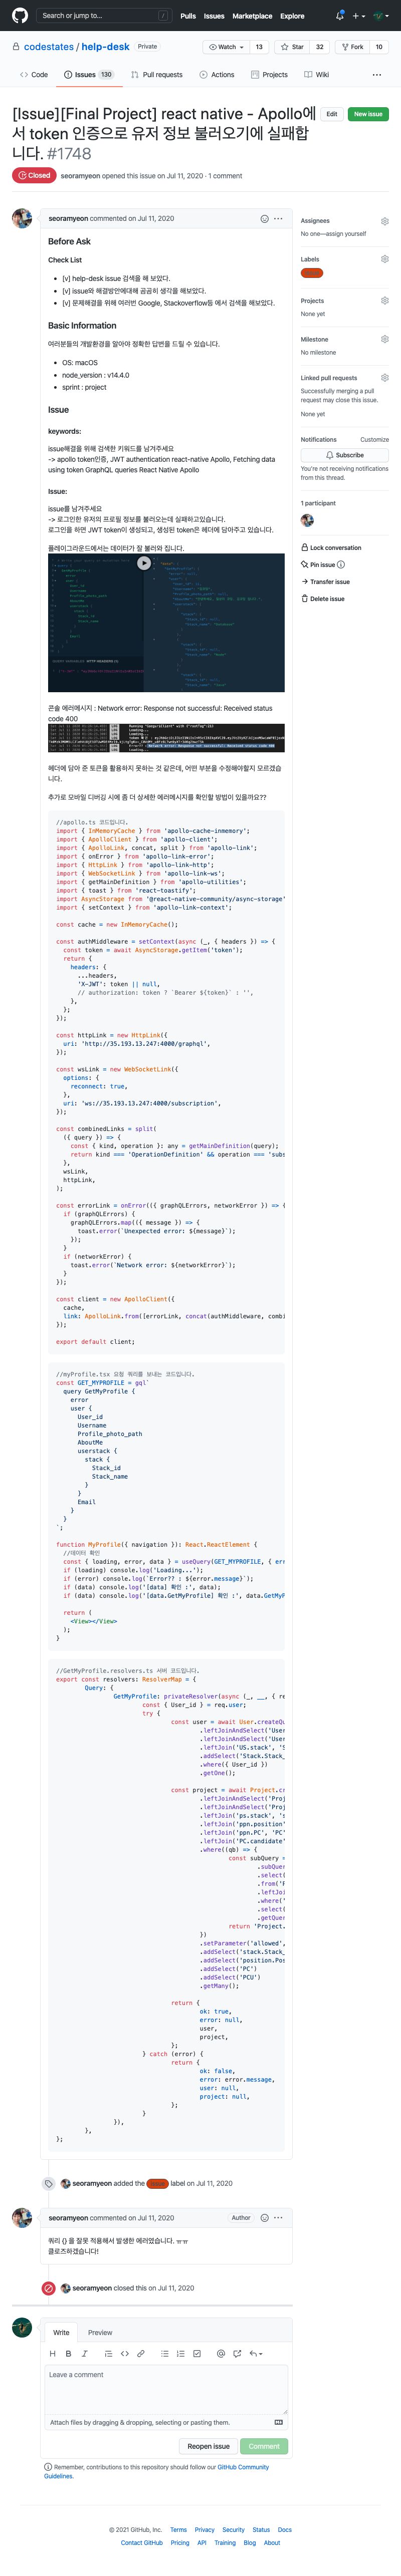 Search or jump to...
/
Pulls Issues Marketplace Explore
codestates / help-desk Private
Watch 13 Star 32 Fork 10
Code Issues 130 Pull requests Actions Projects Wiki
[Issue][Final Project] react native - Apollo에
서 token 인증으로 유저 정보 불러오기에 실패합
니다. #1748
Edit New issue
Closed seoramyeon opened this issue on Jul 11, 2020 · 1 comment
seoramyeon commented on Jul 11, 2020
Before Ask
Check List
[v] help-desk issue 검색을 해 보았다.
[v] issue와 해결방안에대해 곰곰히 생각을 해보았다.
[v] 문제해결을 위해 여러번 Google, Stackoverflow등 에서 검색을 해보았다.
Basic Information
여러분들의 개발환경을 알아야 정확한 답변을 드릴 수 있습니다.
OS: macOS
node_version : v14.4.0
sprint : project
Issue
keywords:
issue해결을 위해 검색한 키워드를 남겨주세요
-> apollo token인증, JWT authentication react-native Apollo, Fetching data
using token GraphQL queries React Native Apollo
Issue:
issue를 남겨주세요
-> 로그인한 유저의 프로필 정보를 불러오는데 실패하고있습니다.
로그인을 하면 JWT token이 생성되고, 생성된 token은 헤더에 담아주고 있습니다.
플레이그라운드에서는 데이터가 잘 불러와 집니다.
콘솔 에러메세지 : Network error: Response not successful: Received status
code 400
헤더에 담아 준 토큰을 활용하지 못하는 것 같은데, 어떤 부분을 수정해야할지 모르겠습니
다.
추가로 모바일 디버깅 시에 좀 더 상세한 에러메세지를 확인할 방법이 있을까요??
//apollo.ts 코드입니다.
import { InMemoryCache } from 'apollo-cache-inmemory';
import { ApolloClient } from 'apollo-client';
import { ApolloLink, concat, split } from 'apollo-link';
import { onError } from 'apollo-link-error';
import { HttpLink } from 'apollo-link-http';
import { WebSocketLink } from 'apollo-link-ws';
import { getMainDefinition } from 'apollo-utilities';
import { toast } from 'react-toastify';
import AsyncStorage from '@react-native-community/async-storage'
import { setContext } from 'apollo-link-context';
const cache = new InMemoryCache();
const authMiddleware = setContext(async (_, { headers }) => {
const token = await AsyncStorage.getItem('token');
return {
headers: {
...headers,
'X-JWT': token || null,
// authorization: token ? `Bearer ${token}` : '',
},
};
});
const httpLink = new HttpLink({
uri: 'http://35.193.13.247:4000/graphql',
});
const wsLink = new WebSocketLink({
options: {
reconnect: true,
},
uri: 'ws://35.193.13.247:4000/subscription',
});
const combinedLinks = split(
({ query }) => {
const { kind, operation }: any = getMainDefinition(query);
return kind === 'OperationDefinition' && operation === 'subs
},
wsLink,
httpLink,
);
const errorLink = onError(({ graphQLErrors, networkError }) => {
if (graphQLErrors) {
graphQLErrors.map(({ message }) => {
toast.error(`Unexpected error: ${message}`);
});
}
if (networkError) {
toast.error(`Network error: ${networkError}`);
}
});
const client = new ApolloClient({
cache,
link: ApolloLink.from([errorLink, concat(authMiddleware, combi
});
export default client;
//myProfile.tsx 요청 쿼리를 보내는 코드입니다.
const GET_MYPROFILE = gql`
query GetMyProfile {
error
user {
User_id
Username
Profile_photo_path
AboutMe
userstack {
stack {
Stack_id
Stack_name
}
}
Email
}
}
`;
function MyProfile({ navigation }): React.ReactElement {
//데이터 확인
const { loading, error, data } = useQuery(GET_MYPROFILE, { err
if (loading) console.log('Loading...');
if (error) console.log(`Error?? : ${error.message}`);
if (data) console.log('[data] 확인 :', data);
if (data) console.log('[data.GetMyProfile] 확인 :', data.GetMyP
return (
<View></View>
);
}
//GetMyProfile.resolvers.ts 서버 코드입니다.
export const resolvers: ResolverMap = {
Query: {
GetMyProfile: privateResolver(async (_, __, { re
const { User_id } = req.user;
try {
const user = await User.createQu
.leftJoinAndSelect('User
.leftJoinAndSelect('User
.leftJoin('US.stack', 'S
.addSelect('Stack.Stack_
.where({ User_id })
.getOne();
const project = await Project.cr
.leftJoinAndSelect('Proj
.leftJoinAndSelect('Proj
.leftJoin('ps.stack', 's
.leftJoin('ppn.position'
.leftJoin('ppn.PC', 'PC'
.leftJoin('PC.candidate'
.where((qb) => {
const subQuery =
.subQuer
.select(
.from('P
.leftJoi
.where('
.select(
.getQuer
return 'Project.
})
.setParameter('allowed',
.addSelect('stack.Stack_
.addSelect('position.Pos
.addSelect('PC')
.addSelect('PCU')
.getMany();
return {
ok: true,
error: null,
user,
project,
};
} catch (error) {
return {
ok: false,
error: error.message,
user: null,
project: null,
};
}
}),
},
};
seoramyeon added the label on Jul 11, 2020
seoramyeon commented on Jul 11, 2020 Author
쿼리 {} 을 잘못 적용해서 발생한 에러였습니다. ㅠㅠ
클로즈하겠습니다!
seoramyeon closed this on Jul 11, 2020
Write Preview
Leave a comment
Attach files by dragging & dropping, selecting or pasting them.
Reopen issue Comment
Remember, contributions to this repository should follow our GitHub Community
Guidelines.
Assignees
No one—assign yourself
Labels
Projects
None yet
Milestone
No milestone
Linked pull requests
Successfully merging a pull
request may close this issue.
None yet
Notifications Customize
Subscribe
You're not receiving notifications
from this thread.
1 participant
Lock conversation
Pin issue
Transfer issue
Delete issue
© 2021 GitHub, Inc. Terms Privacy Security Status Docs
Contact GitHub Pricing API Training Blog About